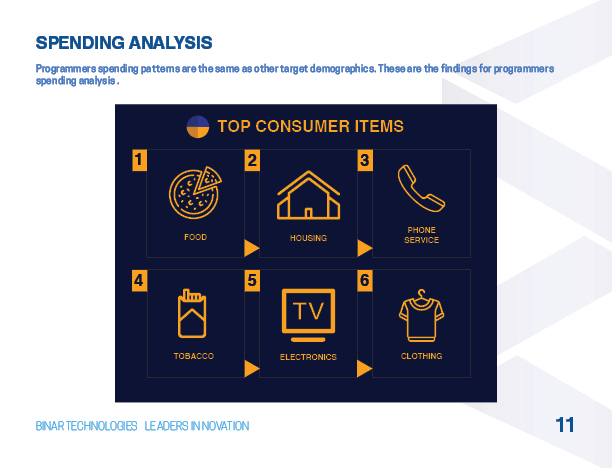 SPENDING ANALYSIS
Programmers spending patterns are the same as other target demographics. These are the findings for programmers
spending analysis .
TOP CONSUMER ITEMS
1
2
3
FOOD
HOUSING
PHONE
SERVICE
4
5
6
TV
TOBACCO
ELECTRONICS
CLOTHING
BINAR TECHNOLOGIES LEADERS IN NOVATION
11